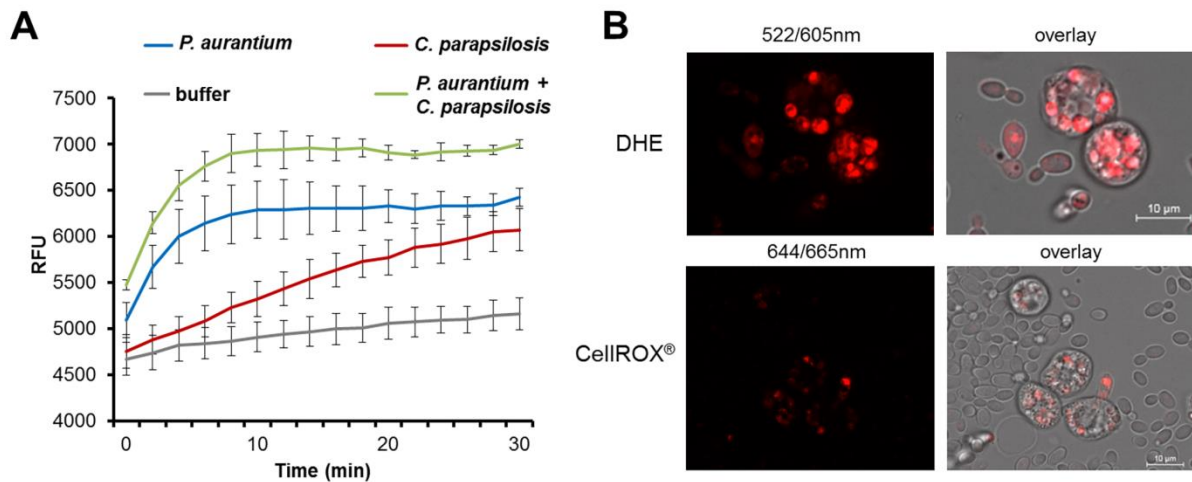 A
P. aurantium
C. parapsilosis
buffer
P. aurantium +
C. parapsilosis
7500
7000
6500
6000
5500
5000
4500
4000
RFU
0
10
20
30
Time (min)
B
522/605nm
overlay
DHE
10 µm
644/665nm
overlay
CellROX®
10 µm